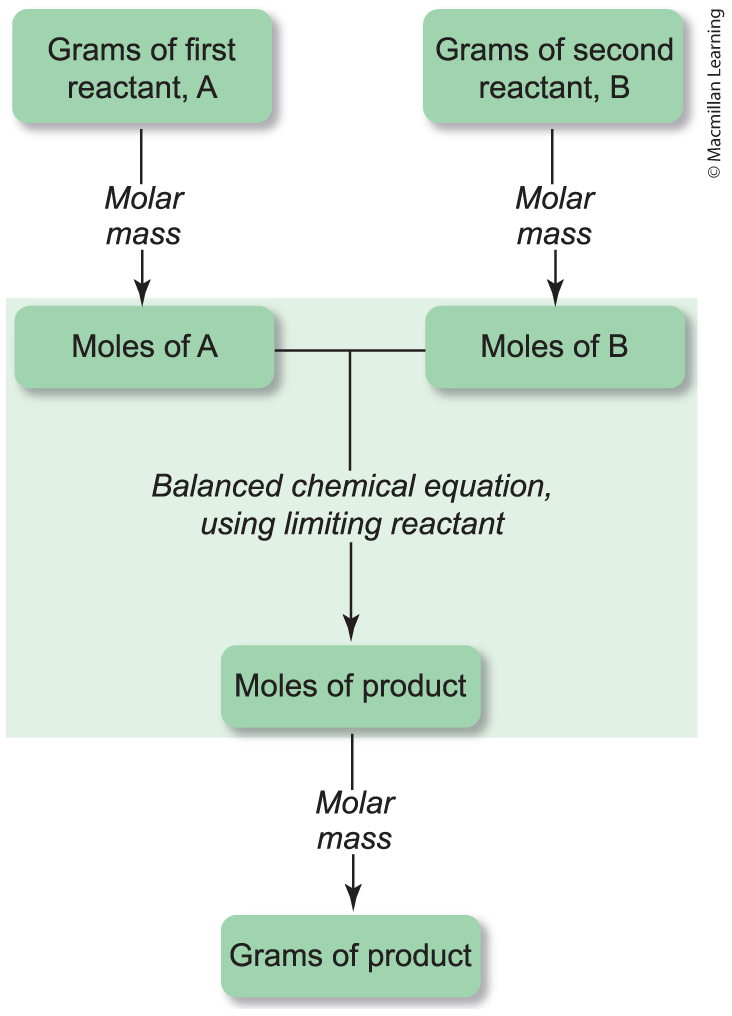 Grams of first
reactant, A
Grams of second
reactant, B
© Macmillan Learning
Molar
mass
Molar
mass
Moles of A
Moles of B
Balanced chemical equation,
using limiting reactant
Moles of product
Molar
mass
Grams of product